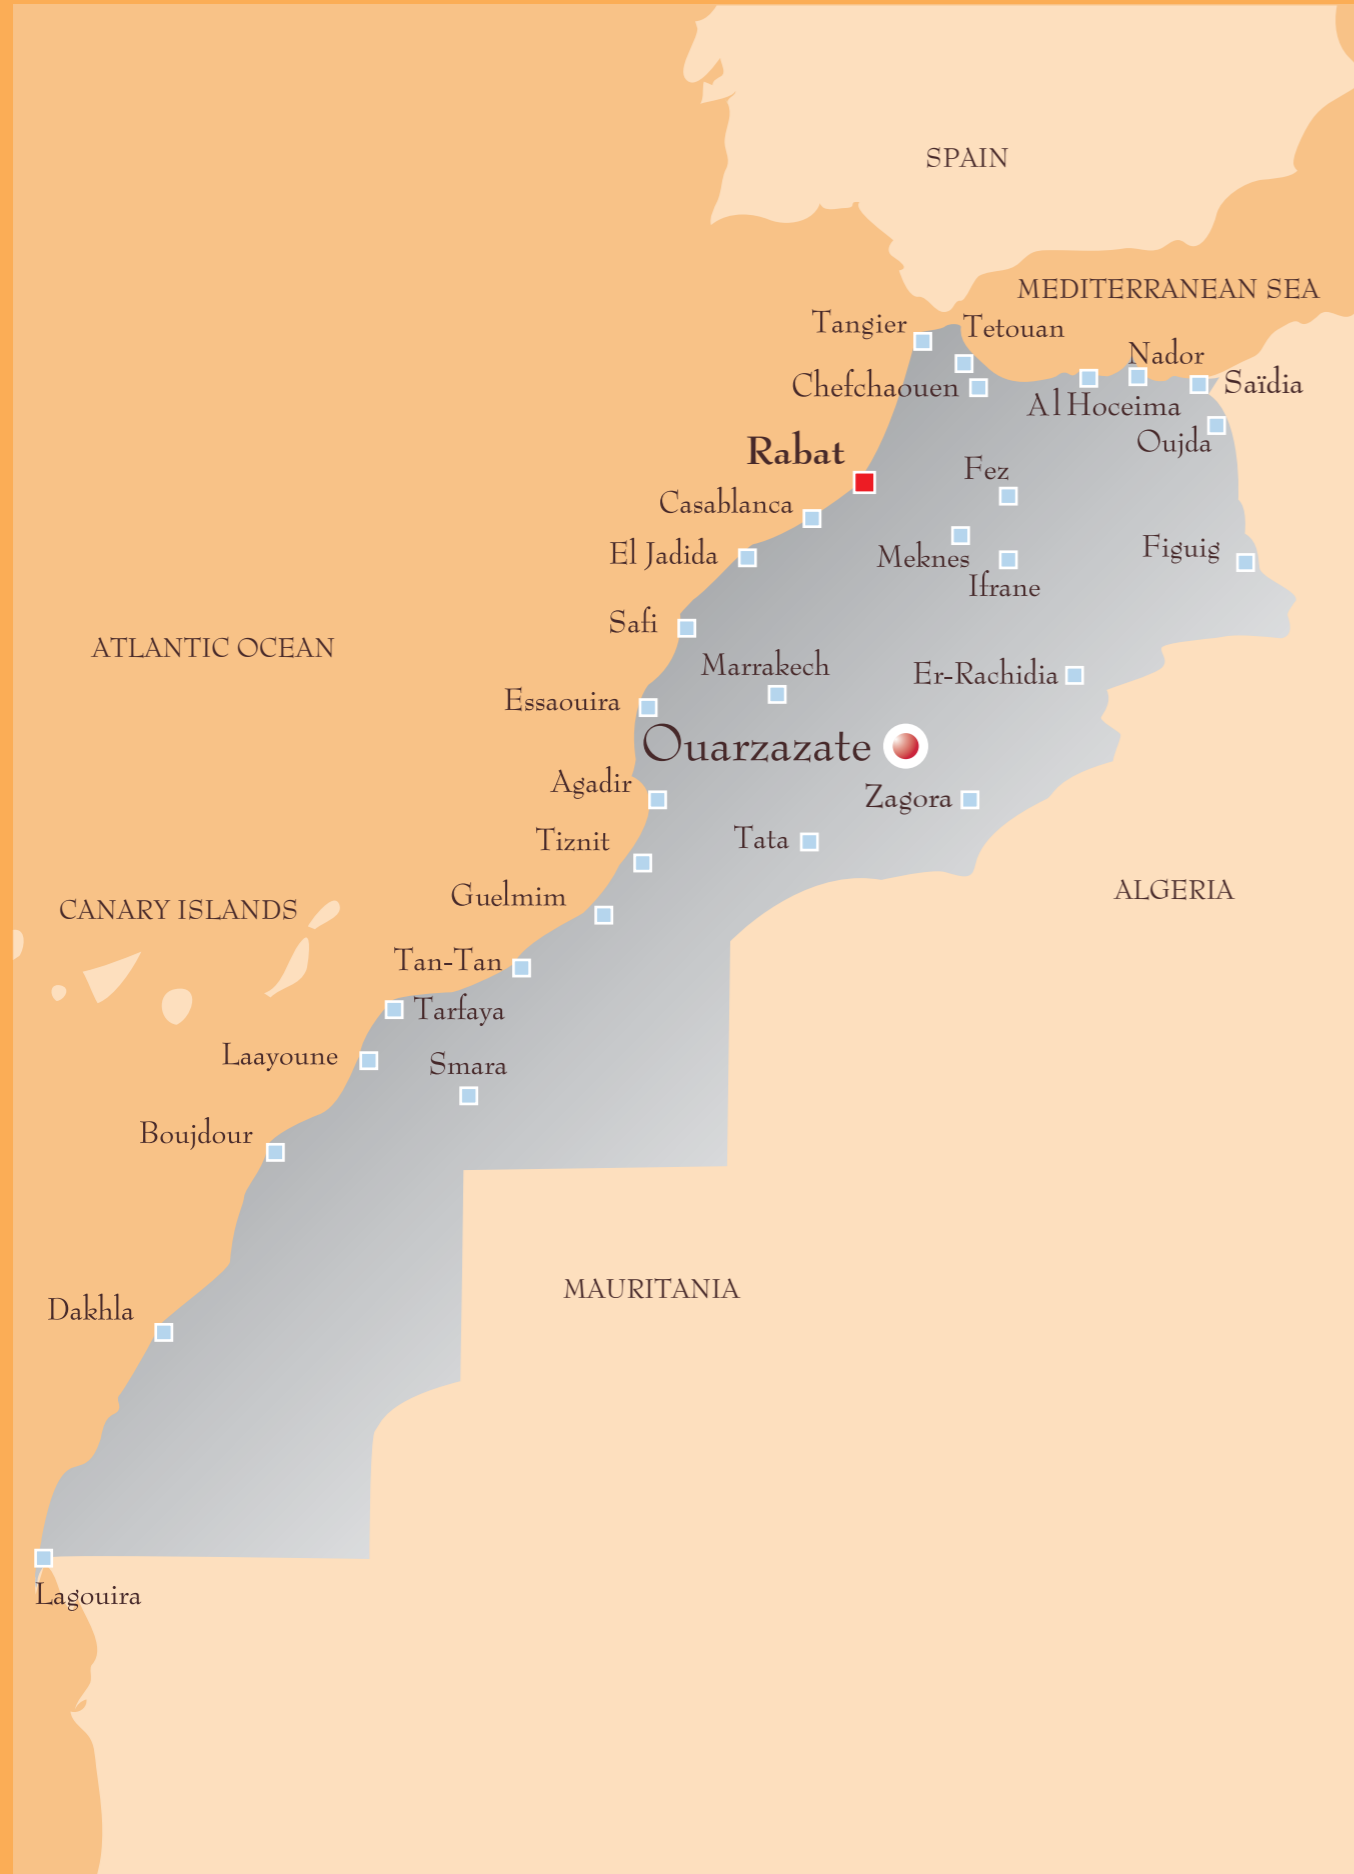 SPAIN
MEDITERRANEAN SEA
Tangier
Tetouan
Nador
Chefchaouen
Saïdia
Al Hoceima
Oujda
Rabat
Fez
Casablanca
El Jadida
Meknes
Figuig
Ifrane
Safi
ATLANTIC OCEAN
Marrakech
Er-Rachidia
Essaouira
Ouarzazate
Agadir
Zagora
Tiznit
Tata
ALGERIA
Guelmim
CANARY ISLANDS
Tan-Tan
Tarfaya
Laayoune
Smara
Boujdour
MAURITANIA
Dakhla
Lagouira